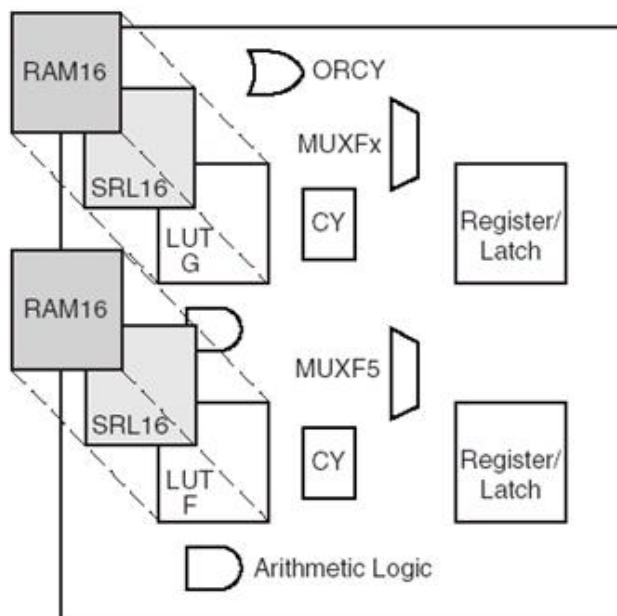 RAM16
ORCY
MUXFx
SRL16
LUT
G
CY
Register/
Latch
RAM16
MUXF5
SRL16
LUT
F
CY
Register/
Latch
Arithmetic Logic